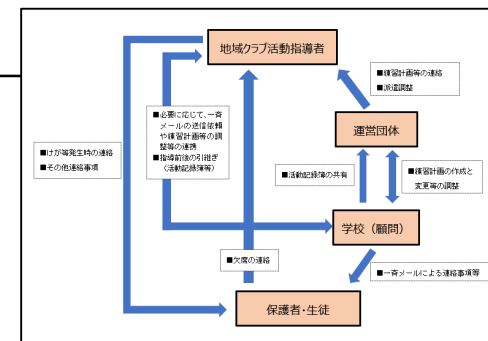 地域クラブ活動指導者
■練習計画等の連絡
■派遣調整
運営団体
■必要に応じて、一斉
メールの送信依頼
や練習計画等の調
整等の連携
■指導前後の引継ぎ
(活動記録簿等)
■けが等発生時の連絡
■その他連絡事項
■活動記録簿の共有
■練習計画の作成と
変更等の調整
学校（顧問）
■欠席の連絡
■一斉メールによる連絡事項等
保護者・生徒